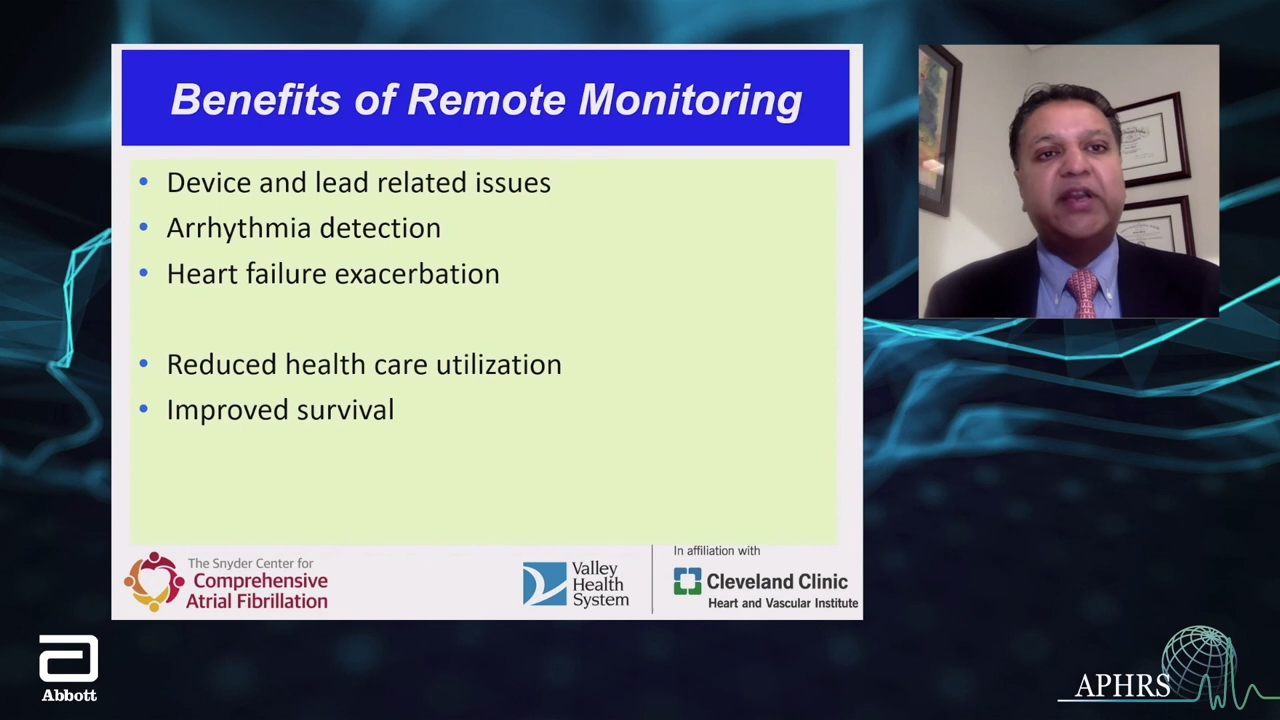 Benefits of Remote Monitoring
• Device and lead related issues
• Arrhythmia detection
• Heart failure exacerbation
• Reduced health care utilization
• Improved survival
The Snyder Center for
Comprehensive
Atrial Fibrillation
Valley
Health
System
In affiliation with
Cleveland Clinic
Heart and Vascular Institute
Abbott
APHRS